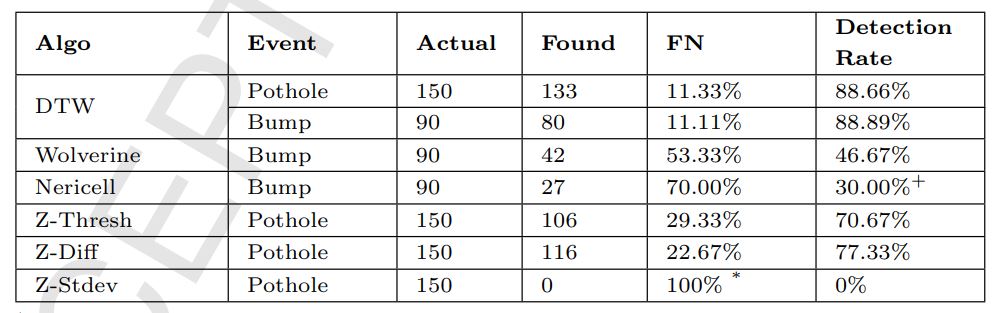 Algo Event Actual Found FN Detection Rate
DTW Pothole 150 133 11.33% 88.66%
Bump 90 80 11.11% 88.89%
Wolverine Bump 90 42 53.33% 46.67%
Nericell Bump 90 27 70.00% 30.00%+
Z-Thresh Pothole 150 106 29.33% 70.67%
Z-Diff Pothole 150 116 22.67% 77.33%
Z-Stdev Pothole 150 0 100% * 0%